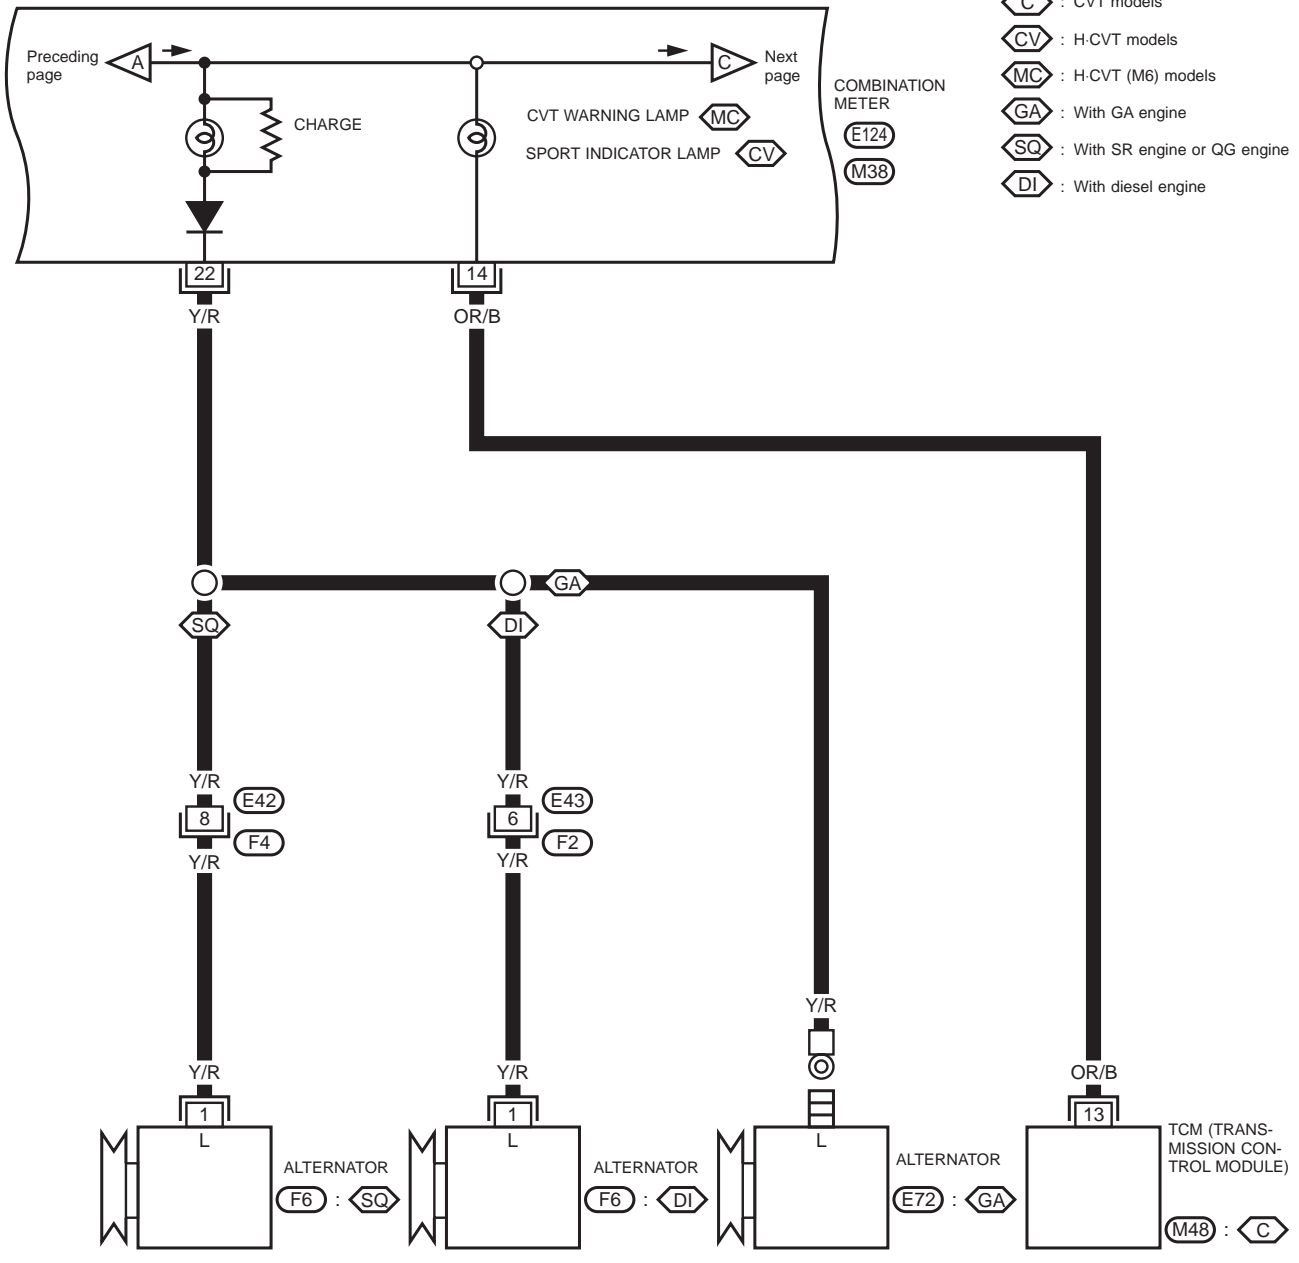 C : CVT models
CV : H·CVT models
MC : H·CVT (M6) models
GA : With GA engine
SQ : With SR engine or QG engine
DI : With diesel engine
Preceding
page
A
C
Next
page
COMBINATION
METER
E124
M38
CHARGE
CVT WARNING LAMP MC
SPORT INDICATOR LAMP CV
22
14
Y/R
OR/B
GA
SQ
DI
Y/R
E42
8
F4
Y/R
Y/R
E43
6
F2
Y/R
Y/R
Y/R
Y/R
OR/B
1
1
13
L
L
L
ALTERNATOR
F6 : SQ
ALTERNATOR
F6 : DI
ALTERNATOR
E72 : GA
TCM (TRANS-
MISSION CON-
TROL MODULE)
M48 : C